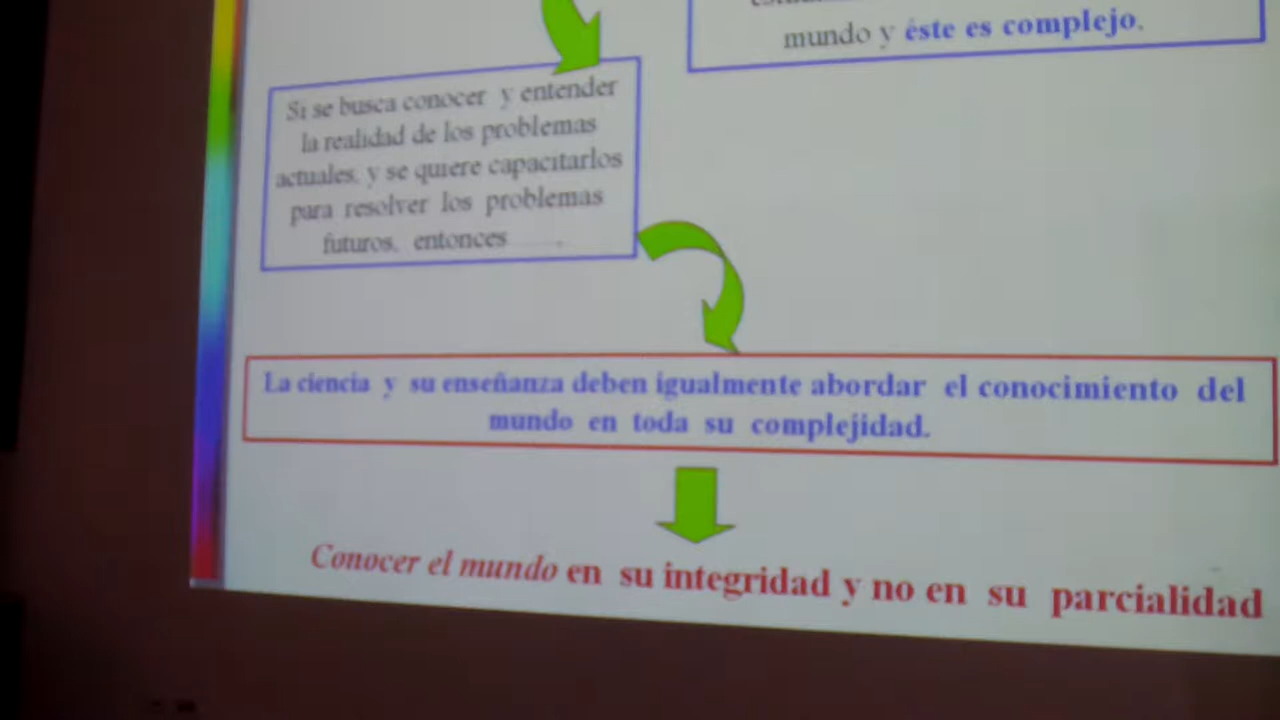 mundo y éste es complejo.
Si se busca conocer y entender
la realidad de los problemas
actuales, y se quiere capacitarlos
para resolver los problemas
futuros, entonces
La ciencia y su enseñanza deben igualmente abordar el conocimiento del
mundo en toda su complejidad.
Conocer el mundo en su integridad y no en su parcialidad